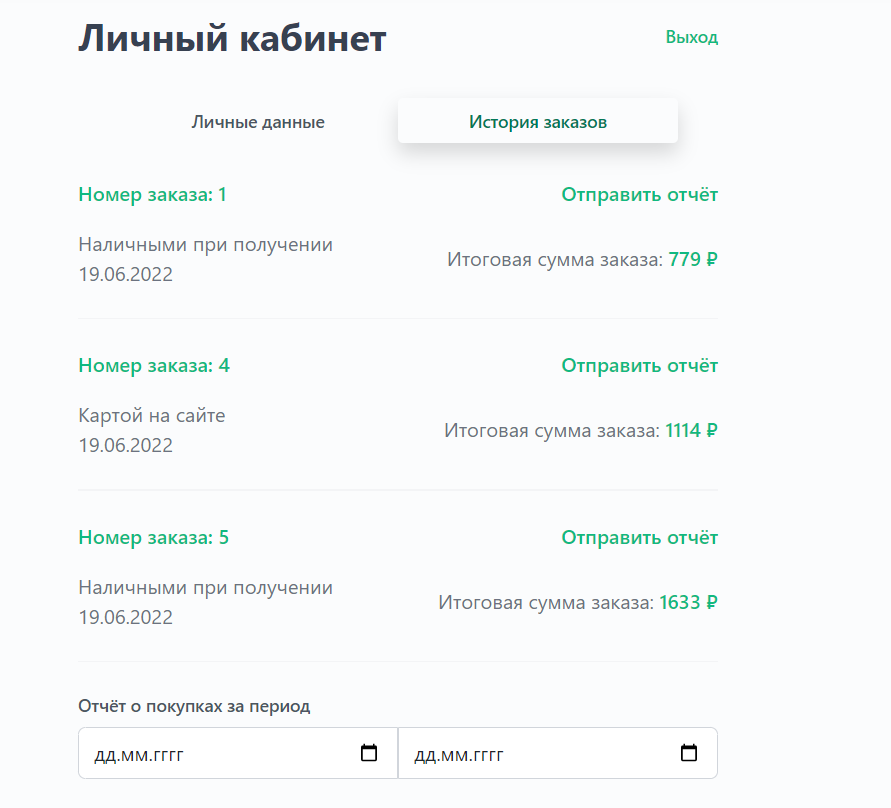 Личный кабинет
Выход
Личные данные
История заказов
Номер заказа: 1
Отправить отчёт
Наличными при получении
19.06.2022
Итоговая сумма заказа: 779 ₽
Номер заказа: 4
Отправить отчёт
Картой на сайте
19.06.2022
Итоговая сумма заказа: 1114 ₽
Номер заказа: 5
Отправить отчёт
Наличными при получении
19.06.2022
Итоговая сумма заказа: 1633 ₽
Отчёт о покупках за период
дд.мм.гггг
дд.мм.гггг